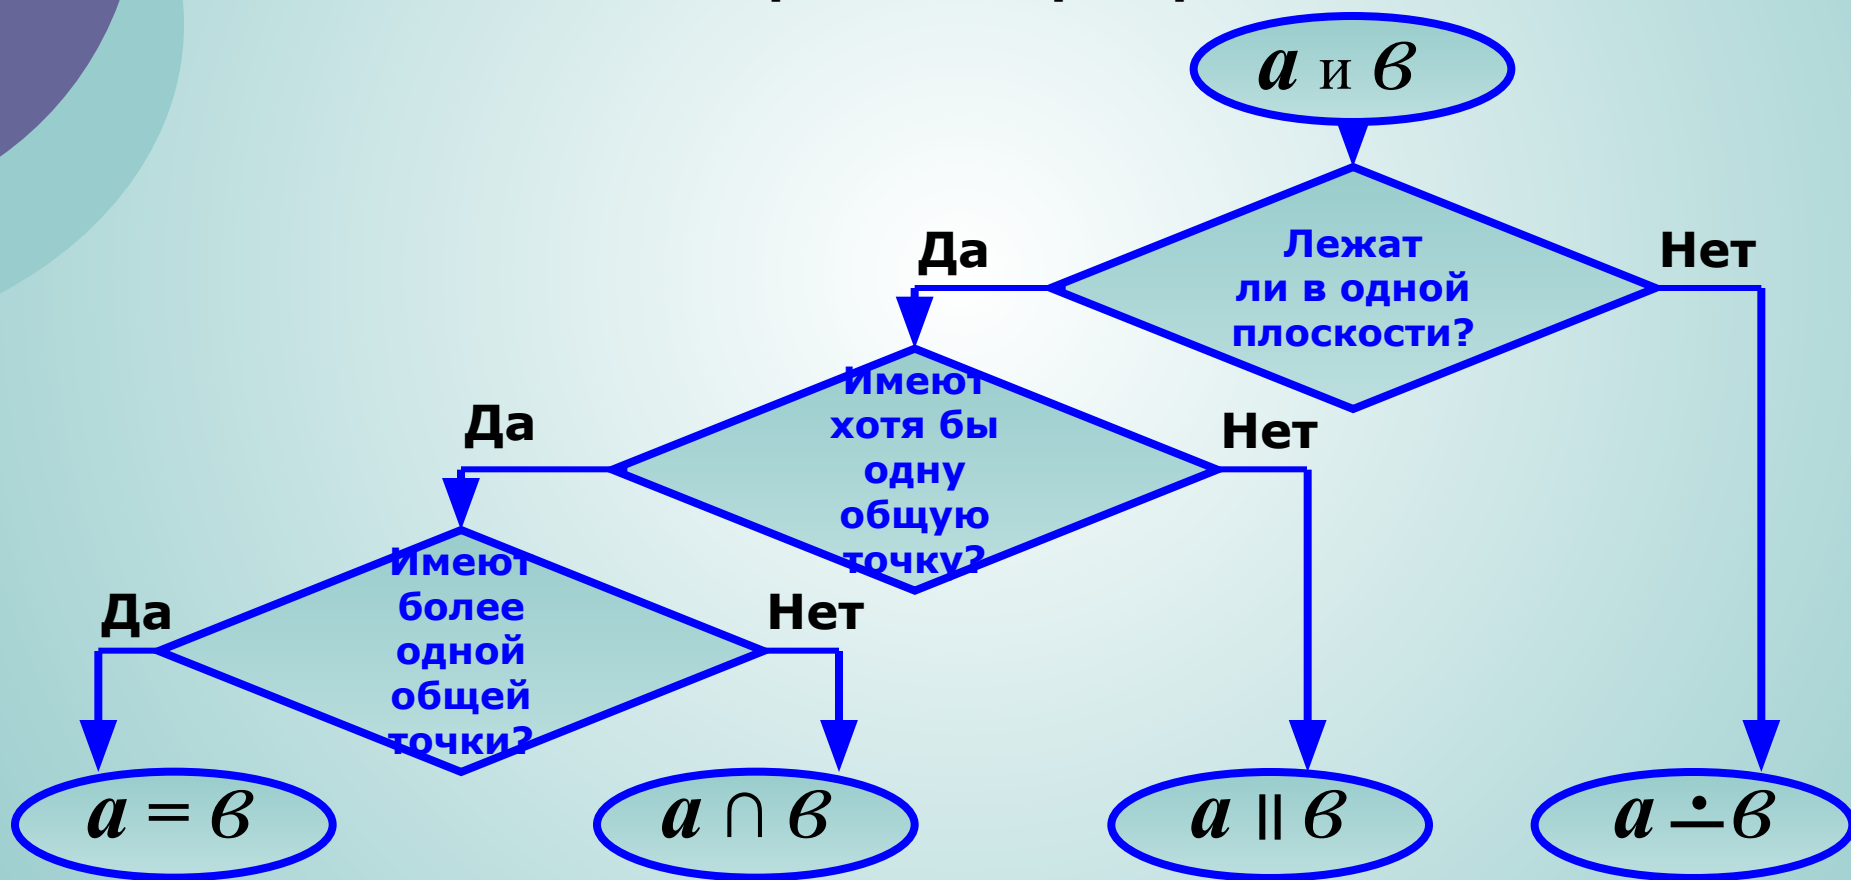 а и в
Лежат
ли в одной
плоскости?
Да
Нет
Имеют
хотя бы
одну
общую
точку?
Да
Нет
Имеют
более
одной
общей
точки?
Да
Нет
а = в
а ∩ в
а || в
а ∸ в